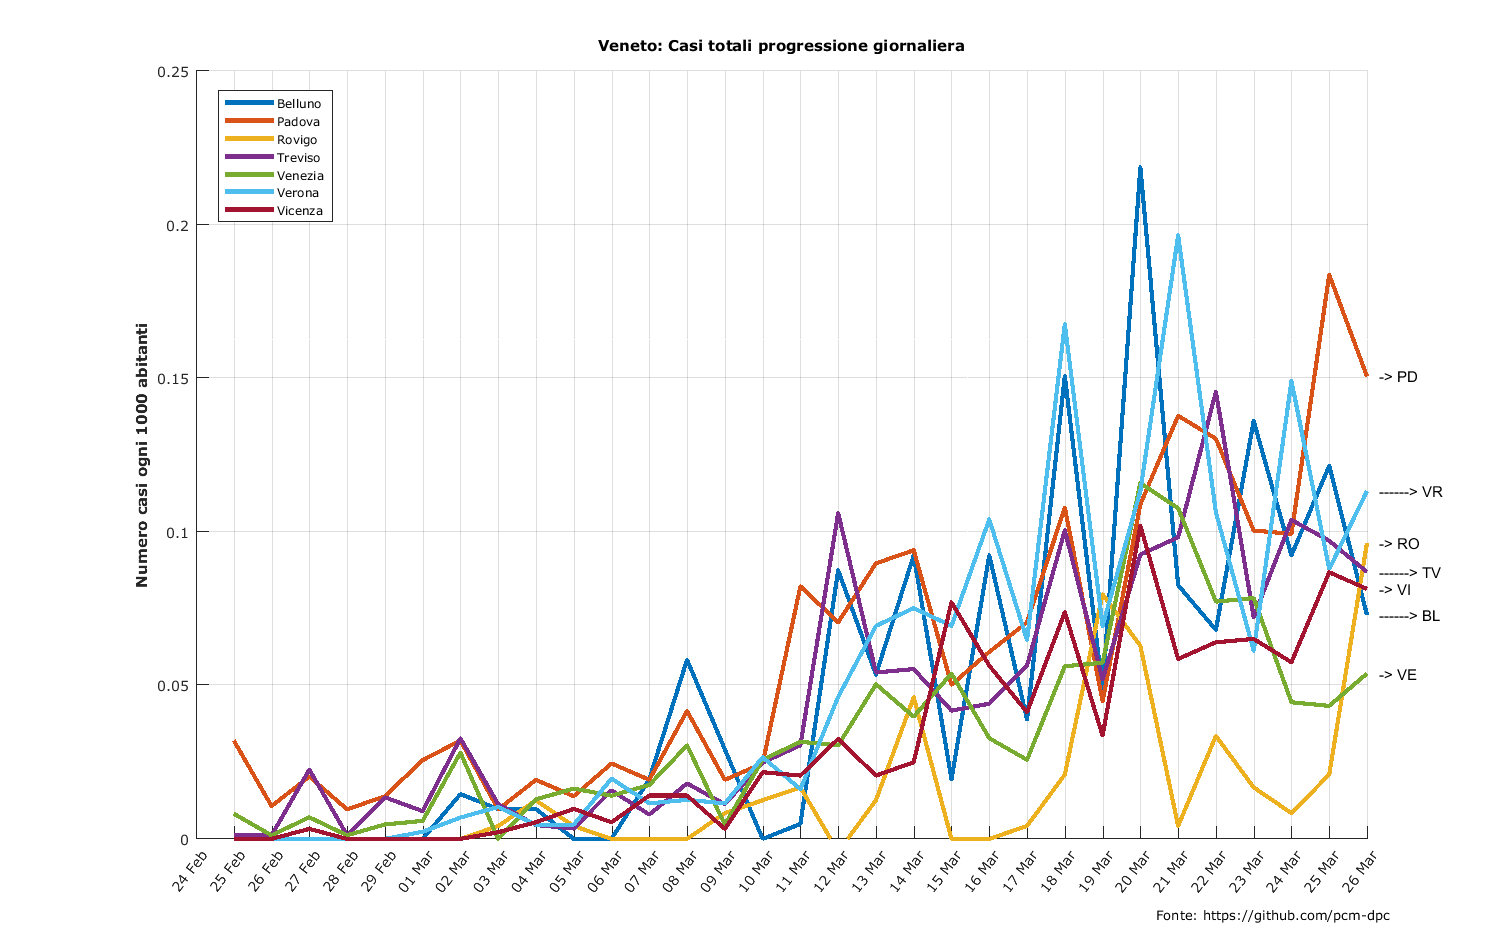 Veneto: Casi totali progressione giornaliera
0.25
0.2
0.15
0.1
0.05
0
Numero casi ogni 1000 abitanti
Belluno
Padova
Rovigo
Treviso
Venezia
Verona
Vicenza
-> PD
------> VR
-> RO
------> TV
-> VI
------> BL
-> VE
24 Feb
25 Feb
26 Feb
27 Feb
28 Feb
29 Feb
01 Mar
02 Mar
03 Mar
04 Mar
05 Mar
06 Mar
07 Mar
08 Mar
09 Mar
10 Mar
11 Mar
12 Mar
13 Mar
14 Mar
15 Mar
16 Mar
17 Mar
18 Mar
19 Mar
20 Mar
21 Mar
22 Mar
23 Mar
24 Mar
25 Mar
26 Mar
Fonte: https://github.com/pcm-dpc